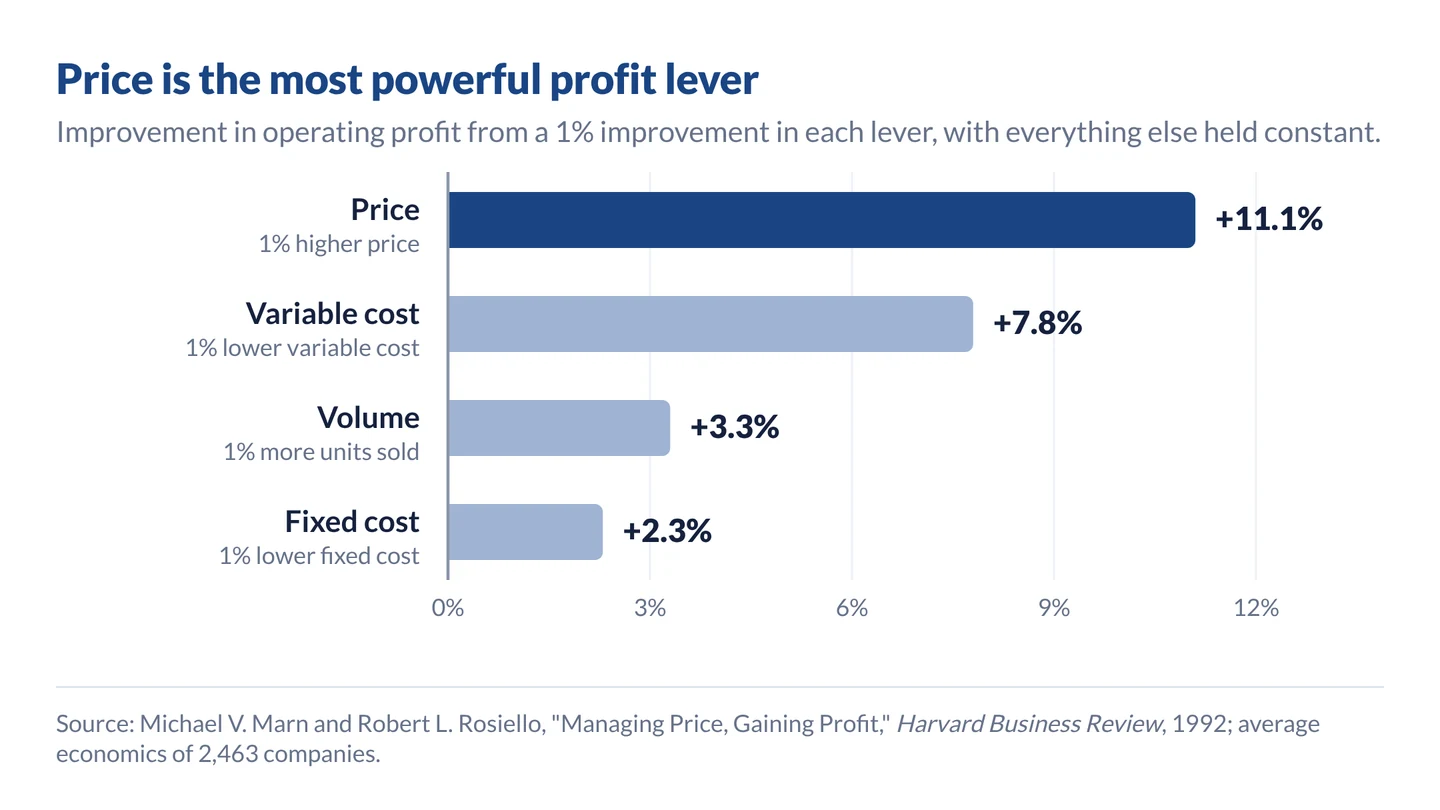 Price is the most powerful profit lever
Improvement in operating profit from a 1% improvement in each lever, with everything else held constant.
Price
1% higher price
+11.1%
Variable cost
1% lower variable cost
+7.8%
Volume
1% more units sold
+3.3%
Fixed cost
1% lower fixed cost
+2.3%
0% 3% 6% 9% 12%
Source: Michael V. Marn and Robert L. Rosiello, "Managing Price, Gaining Profit," Harvard Business Review, 1992; average
economics of 2,463 companies.